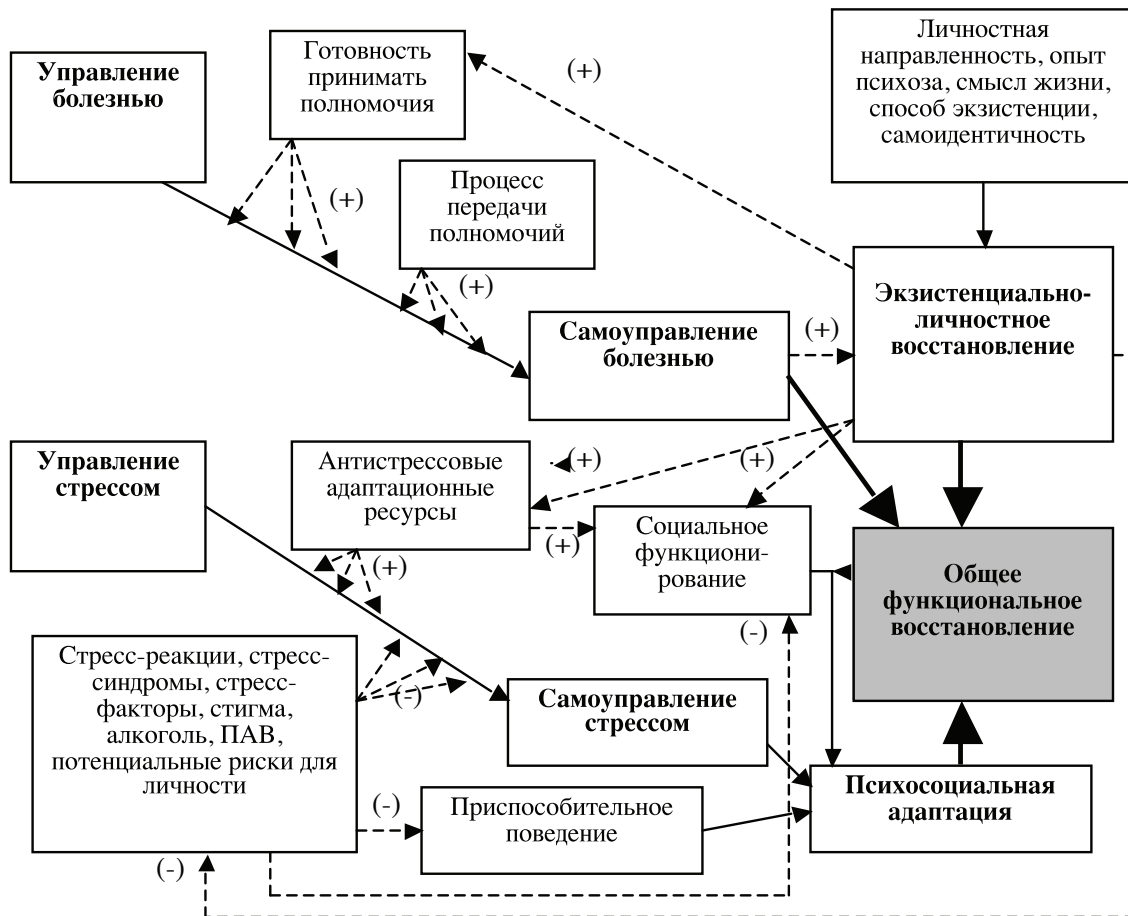 Управление
болезнью
Готовность
принимать
полномочия
(+)
Личностная
направленность, опыт
психоза, смысл жизни,
способ экзистенции,
самоидентичность
(+)
Процесс
передачи
полномочий
(+)
Самоуправление
болезнью
(+)
Экзистенциально-
личностное
восстановление
Управление
стрессом
Антистрессовые
адаптационные
ресурсы
(+)
(+)
(+)
(+)
Социальное
функциони-
рование
(-)
Общее
функциональное
восстановление
Стресс-реакции, стресс-
синдромы, стресс-
факторы, стигма,
алкоголь, ПАВ,
потенциальные риски для
личности
(-)
Самоуправление
стрессом
(-)
Приспособительное
поведение
Психосоциальная
адаптация
(-)